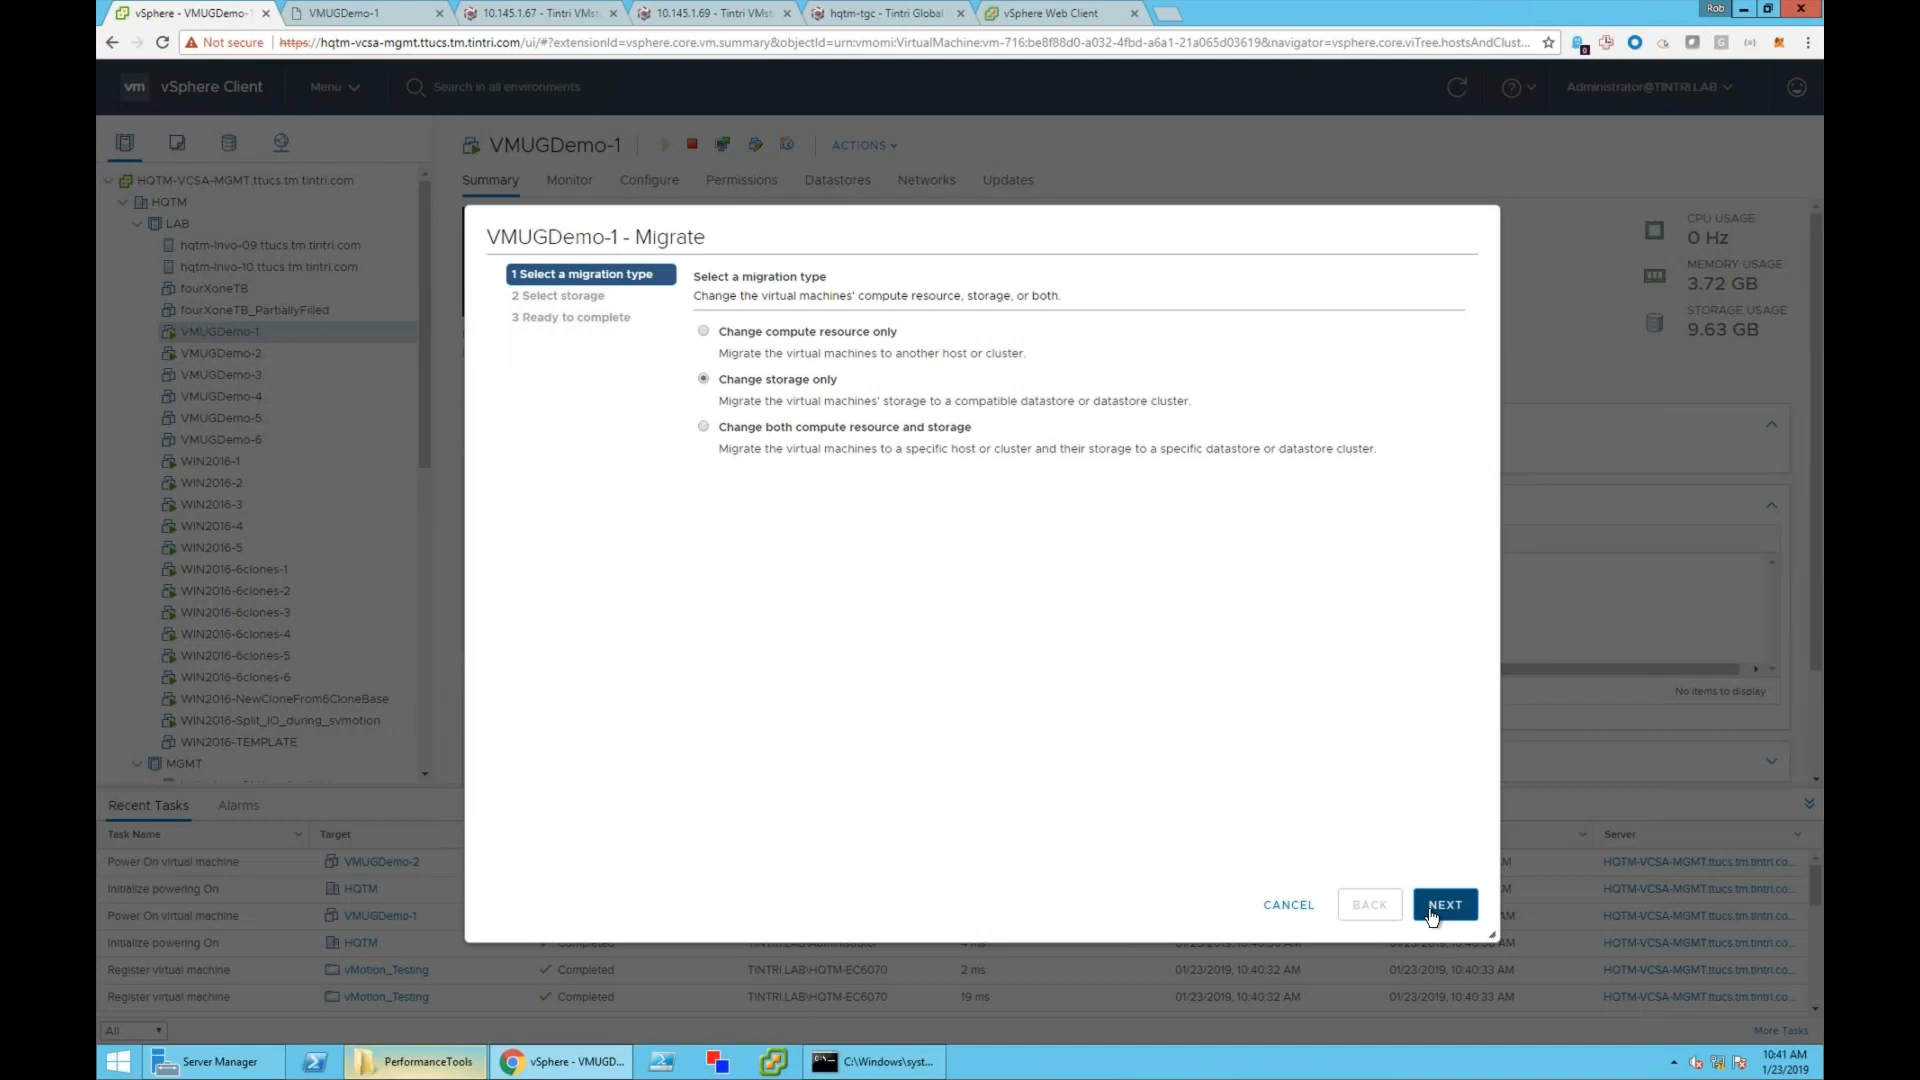 vSphere - VMUGDemo-1
VMUGDemo-1
10.145.1.67 - Tintri VMst
10.145.1.69 - Tintri VMst
hqtm-tgc - Tintri Global
vSphere Web Client
Rob
Not secure
https://hqtm-vcsa-mgmt.ttucs.tm.tintri.com/ui/#?extensionId=vsphere.core.vm.summary&objectId=urn:vmomi:VirtualMachine:vm-716:be8f88d0-a032-4fbd-a6a1-21a065d03619&navigator=vsphere.core.viTree.hostsAndClust...
vm vSphere Client
Menu
Search in all environments
Administrator@TINTRI.LAB
VMUGDemo-1
ACTIONS
Summary
Monitor
Configure
Permissions
Datastores
Networks
Updates
HQTM-VCSA-MGMT.ttucs.tm.tintri.com
HQTM
LAB
hqtm-lnvo-09.ttucs.tm.tintri.com
hqtm-lnvo-10.ttucs.tm.tintri.com
fourXoneTB
fourXoneTB_PartiallyFilled
VMUGDemo-1
VMUGDemo-2
VMUGDemo-3
VMUGDemo-4
VMUGDemo-5
VMUGDemo-6
WIN2016-1
WIN2016-2
WIN2016-3
WIN2016-4
WIN2016-5
WIN2016-6clones-1
WIN2016-6clones-2
WIN2016-6clones-3
WIN2016-6clones-4
WIN2016-6clones-5
WIN2016-6clones-6
WIN2016-NewCloneFrom6CloneBase
WIN2016-Split_IO_during_svmotion
WIN2016-TEMPLATE
MGMT
CPU USAGE
0 Hz
MEMORY USAGE
3.72 GB
STORAGE USAGE
9.63 GB
No items to display
VMUGDemo-1 - Migrate
1 Select a migration type
2 Select storage
3 Ready to complete
Select a migration type
Change the virtual machines' compute resource, storage, or both.
Change compute resource only
Migrate the virtual machines to another host or cluster.
Change storage only
Migrate the virtual machines' storage to a compatible datastore or datastore cluster.
Change both compute resource and storage
Migrate the virtual machines to a specific host or cluster and their storage to a specific datastore or datastore cluster.
CANCEL
BACK
NEXT
Recent Tasks
Alarms
Task Name
Target
Server
Power On virtual machine VMUGDemo-2 HQTM-VCSA-MGMT.ttucs.tm.tintri.co...
Initialize powering On HQTM HQTM-VCSA-MGMT.ttucs.tm.tintri.co...
Power On virtual machine VMUGDemo-1 AM HQTM-VCSA-MGMT.ttucs.tm.tintri.co...
Initialize powering On HQTM Completed TINTRI.LAB\Administrator AM HQTM-VCSA-MGMT.ttucs.tm.tintri.co...
Register virtual machine vMotion_Testing Completed TINTRI.LAB\HQTM-EC6070 2 ms 01/23/2019, 10:40:32 AM 01/23/2019, 10:40:33 AM HQTM-VCSA-MGMT.ttucs.tm.tintri.co...
Register virtual machine vMotion_Testing Completed TINTRI.LAB\HQTM-EC6070 19 ms 01/23/2019, 10:40:32 AM 01/23/2019, 10:40:33 AM HQTM-VCSA-MGMT.ttucs.tm.tintri.co...
All
More Tasks
Server Manager
PerformanceTools
vSphere - VMUGD...
C:\Windows\syst...
10:41 AM
1/23/2019